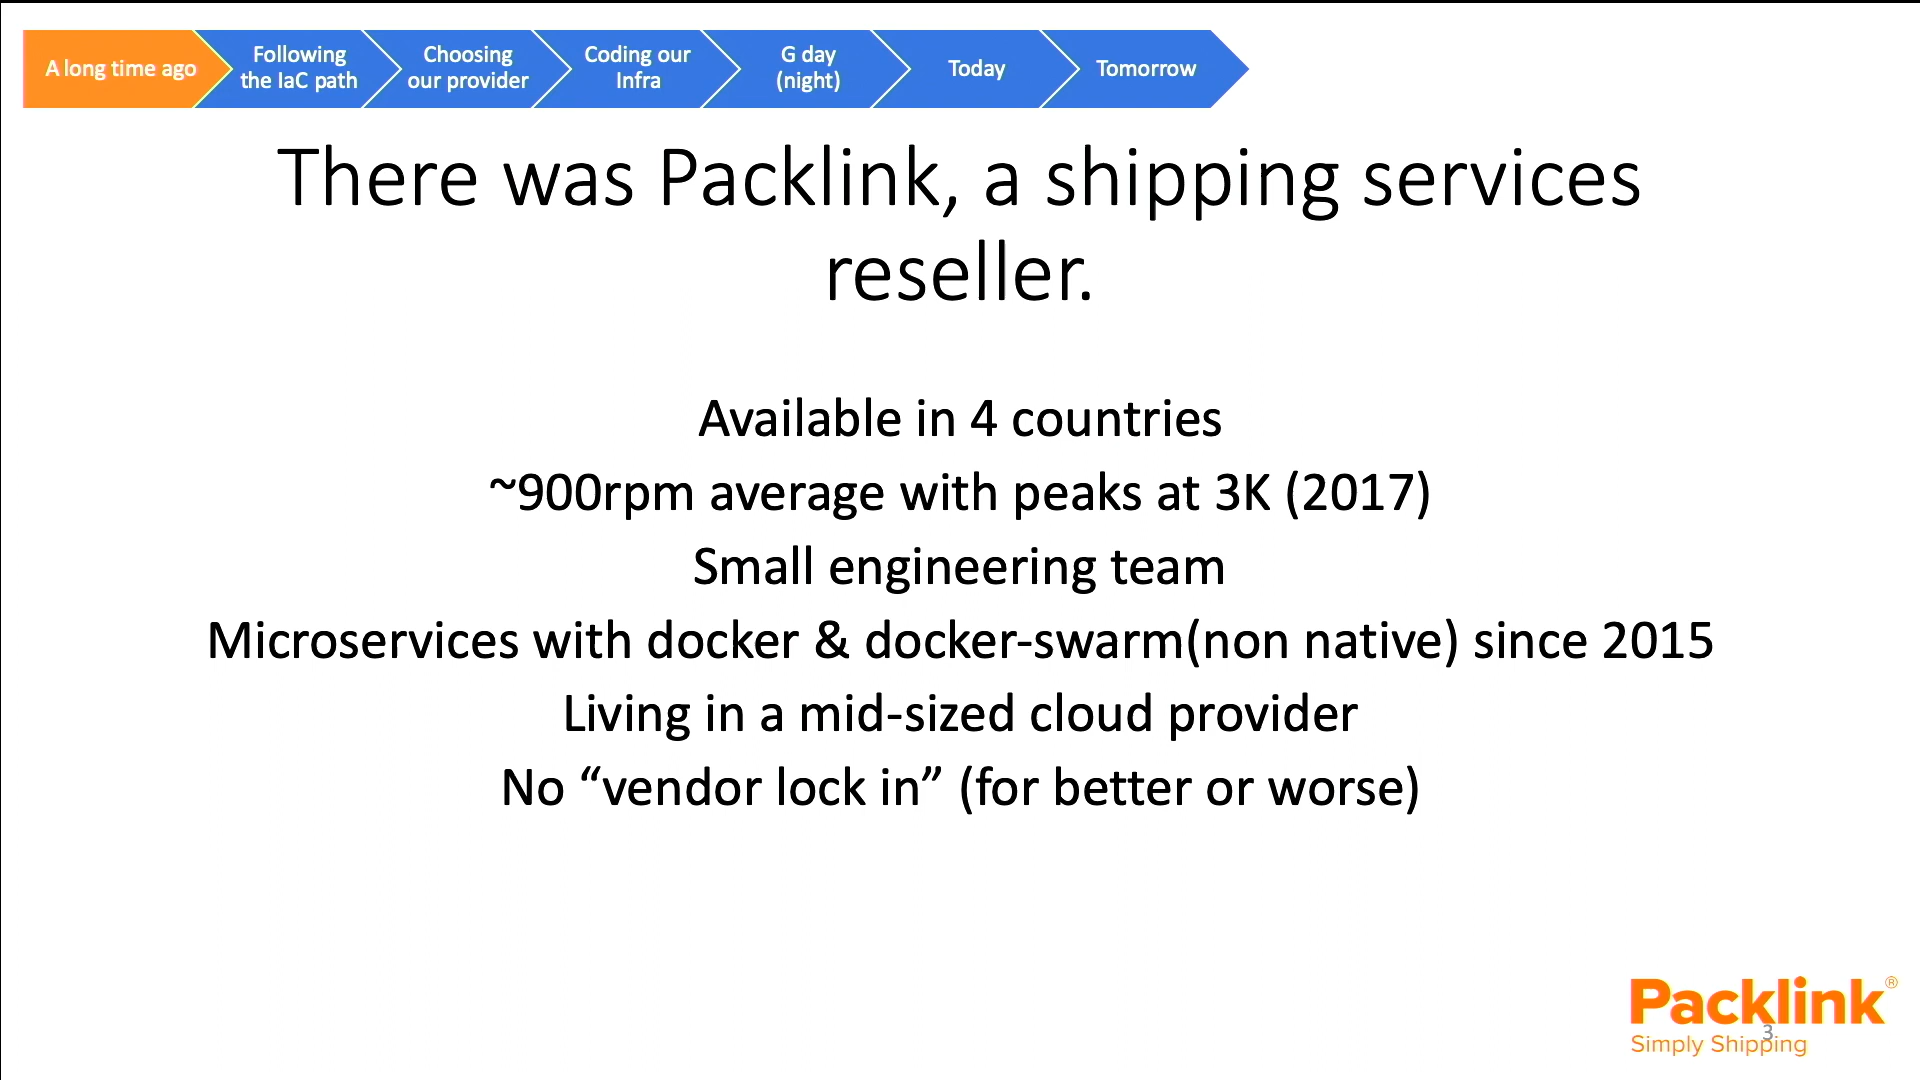 A long time ago
Following
the IaC path
Choosing
our provider
Coding our
Infra
G day
(night)
Today
Tomorrow
There was Packlink, a shipping services
reseller.
Available in 4 countries
~900rpm average with peaks at 3K (2017)
Small engineering team
Microservices with docker & docker-swarm(non native) since 2015
Living in a mid-sized cloud provider
No “vendor lock in” (for better or worse)
Packlink®
3
Simply Shipping